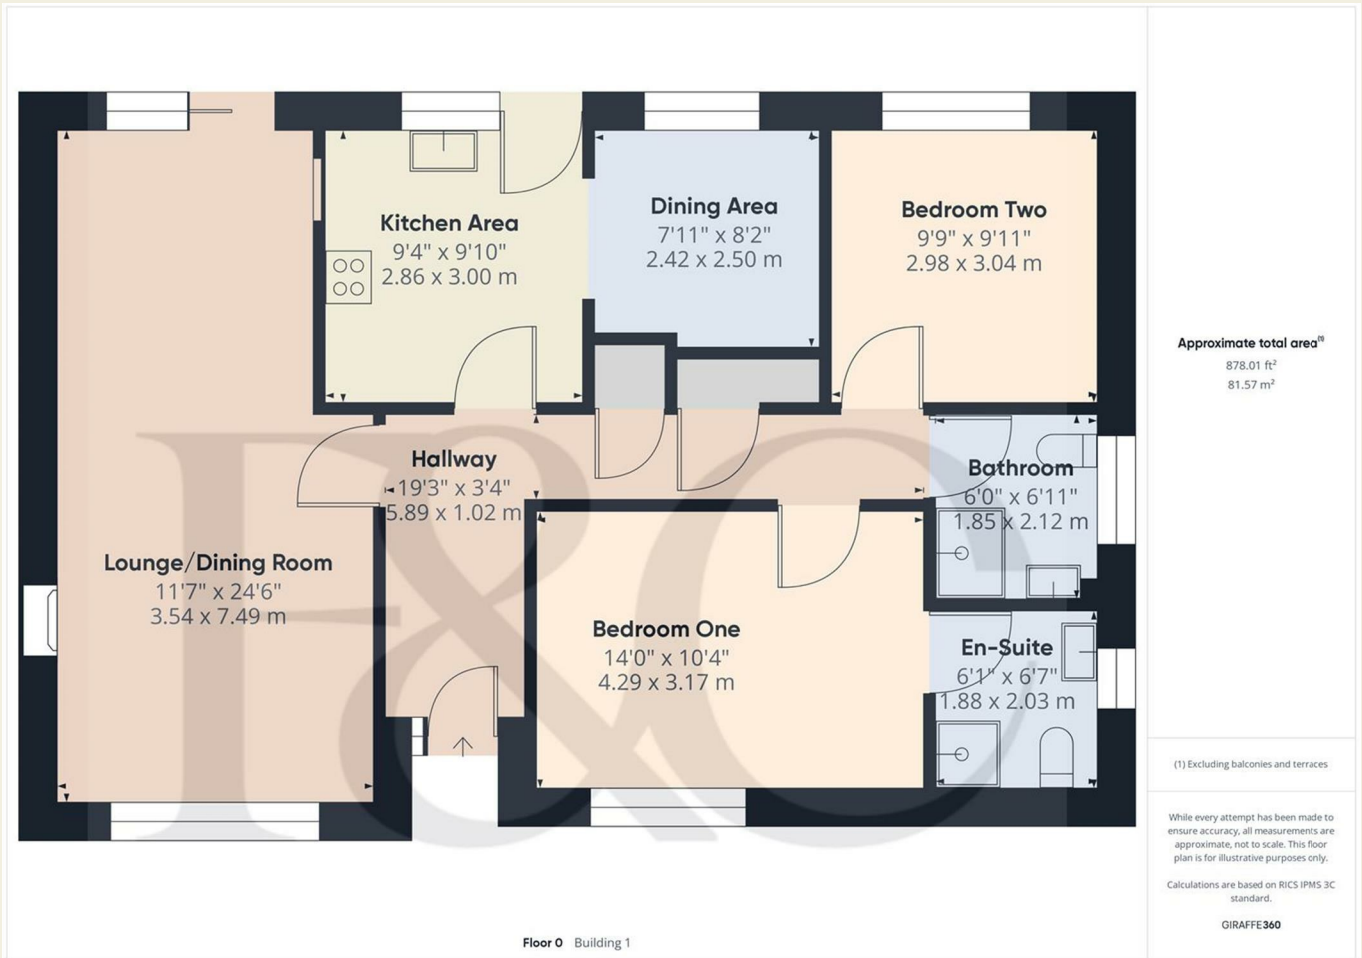 Kitchen Area
9'4" x 9'10"
2.86 x 3.00 m
Dining Area
7'11" x 8'2"
2.42 x 2.50 m
Bedroom Two
9'9" x 9'11"
2.98 x 3.04 m
Hallway
19'3" x 3'4"
5.89 x 1.02 m
Bathroom
6'0" x 6'11"
1.85 x 2.12 m
Lounge/Dining Room
11'7" x 24'6"
3.54 x 7.49 m
Bedroom One
14'0" x 10'4"
4.29 x 3.17 m
En-Suite
6'1" x 6'7"
1.88 x 2.03 m
F&C
Floor 0 Building 1
Approximate total area(1)
878.01 ft²
81.57 m²
(1) Excluding balconies and terraces
While every attempt has been made to
ensure accuracy, all measurements are
approximate, not to scale. This floor
plan is for illustrative purposes only.
Calculations are based on RICS IPMS 3C
standard.
GIRAFFE360